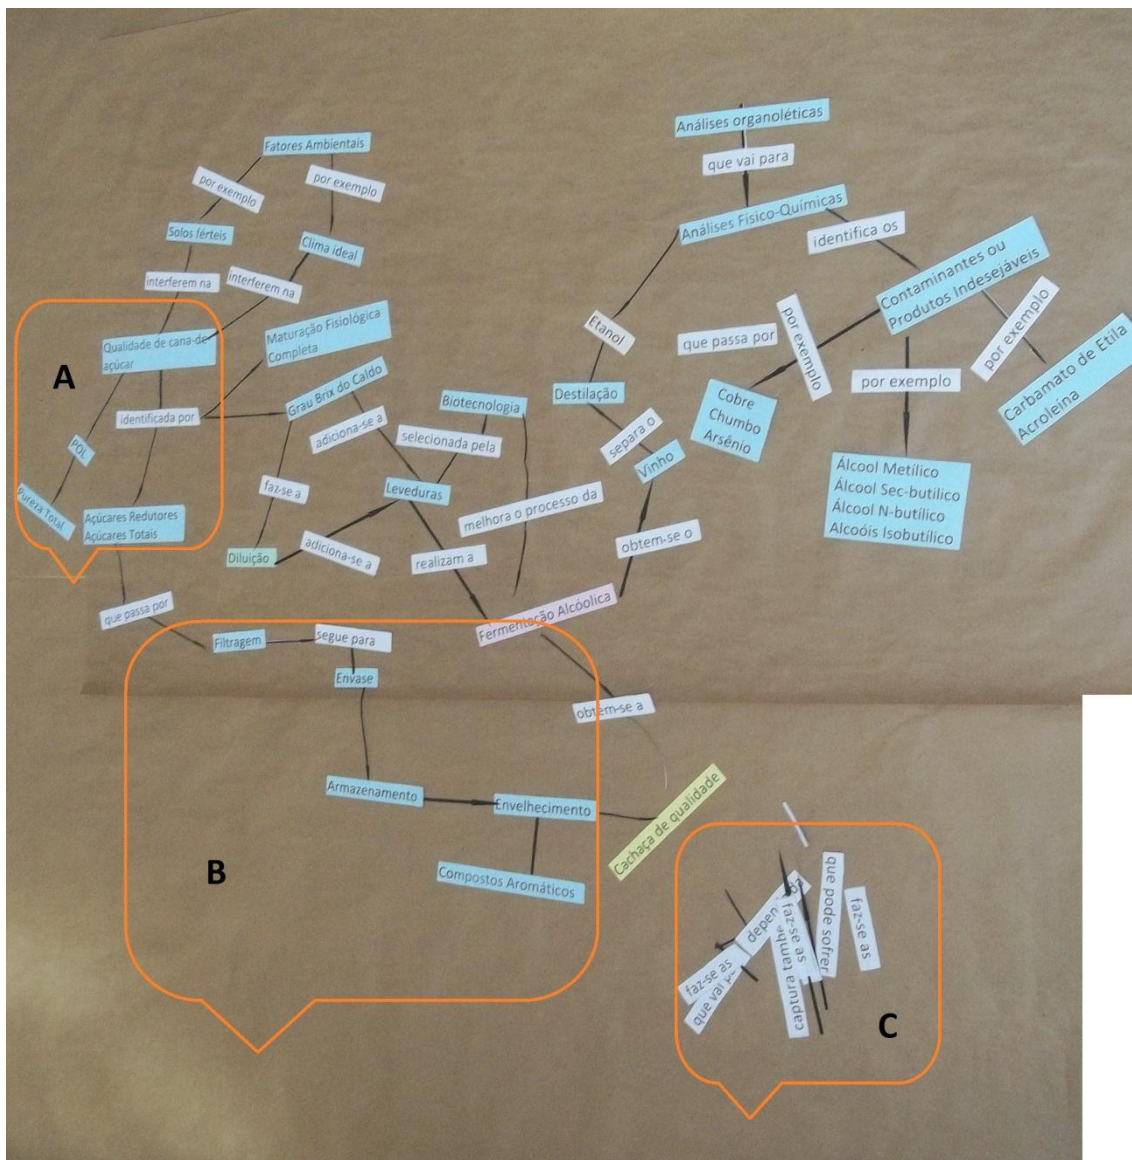 Análises organoléticas
que vai para
Fatores Ambientais
por exemplo
por exemplo
Análises Físico-Químicas
identifica os
Solos férteis
Clima ideal
Contaminantes ou
Produtos Indesejáveis
interferem na
interferem na
Etanol
que passa por
por exemplo
por exemplo
por exemplo
Qualidade de cana-de-
açúcar
Maturação Fisiológica
Completa
A
identificada por
Grau Brix do Caldo
adiciona-se a
Biotecnologia
selecionada pela
Destilação
separa o
Vinho
Cobre
Chumbo
Arsênio
Carbamato de Etila
Acroleina
POL
Pureza Total
Açúcares Redutores
Açúcares Totais
faz-se a
Leveduras
melhora o processo da
Álcool Metílico
Álcool Sec-butílico
Álcool N-butílico
Alcoóis Isobutílico
Diluição
adiciona-se a
realizam a
obtem-se o
que passa por
Fermentação Alcóolica
Filtragem
segue para
Envase
obtem-se a
Armazenamento
Envelhecimento
Cachaça de qualidade
B
Compostos Aromáticos
faz-se as
que vai
faz-se as
captura
que pode sofrer
faz-se as
C